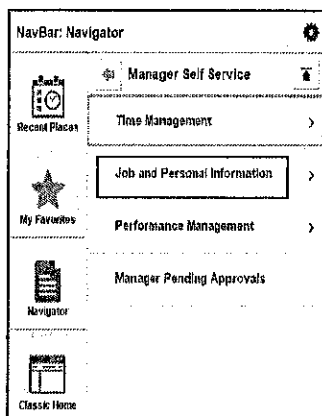 NavBar: Navigator
Manager Self Service
Recent Places
Time Management
Job and Personal Information
My Favorites
Performance Management
Navigator
Manager Pending Approvals
Classic Home